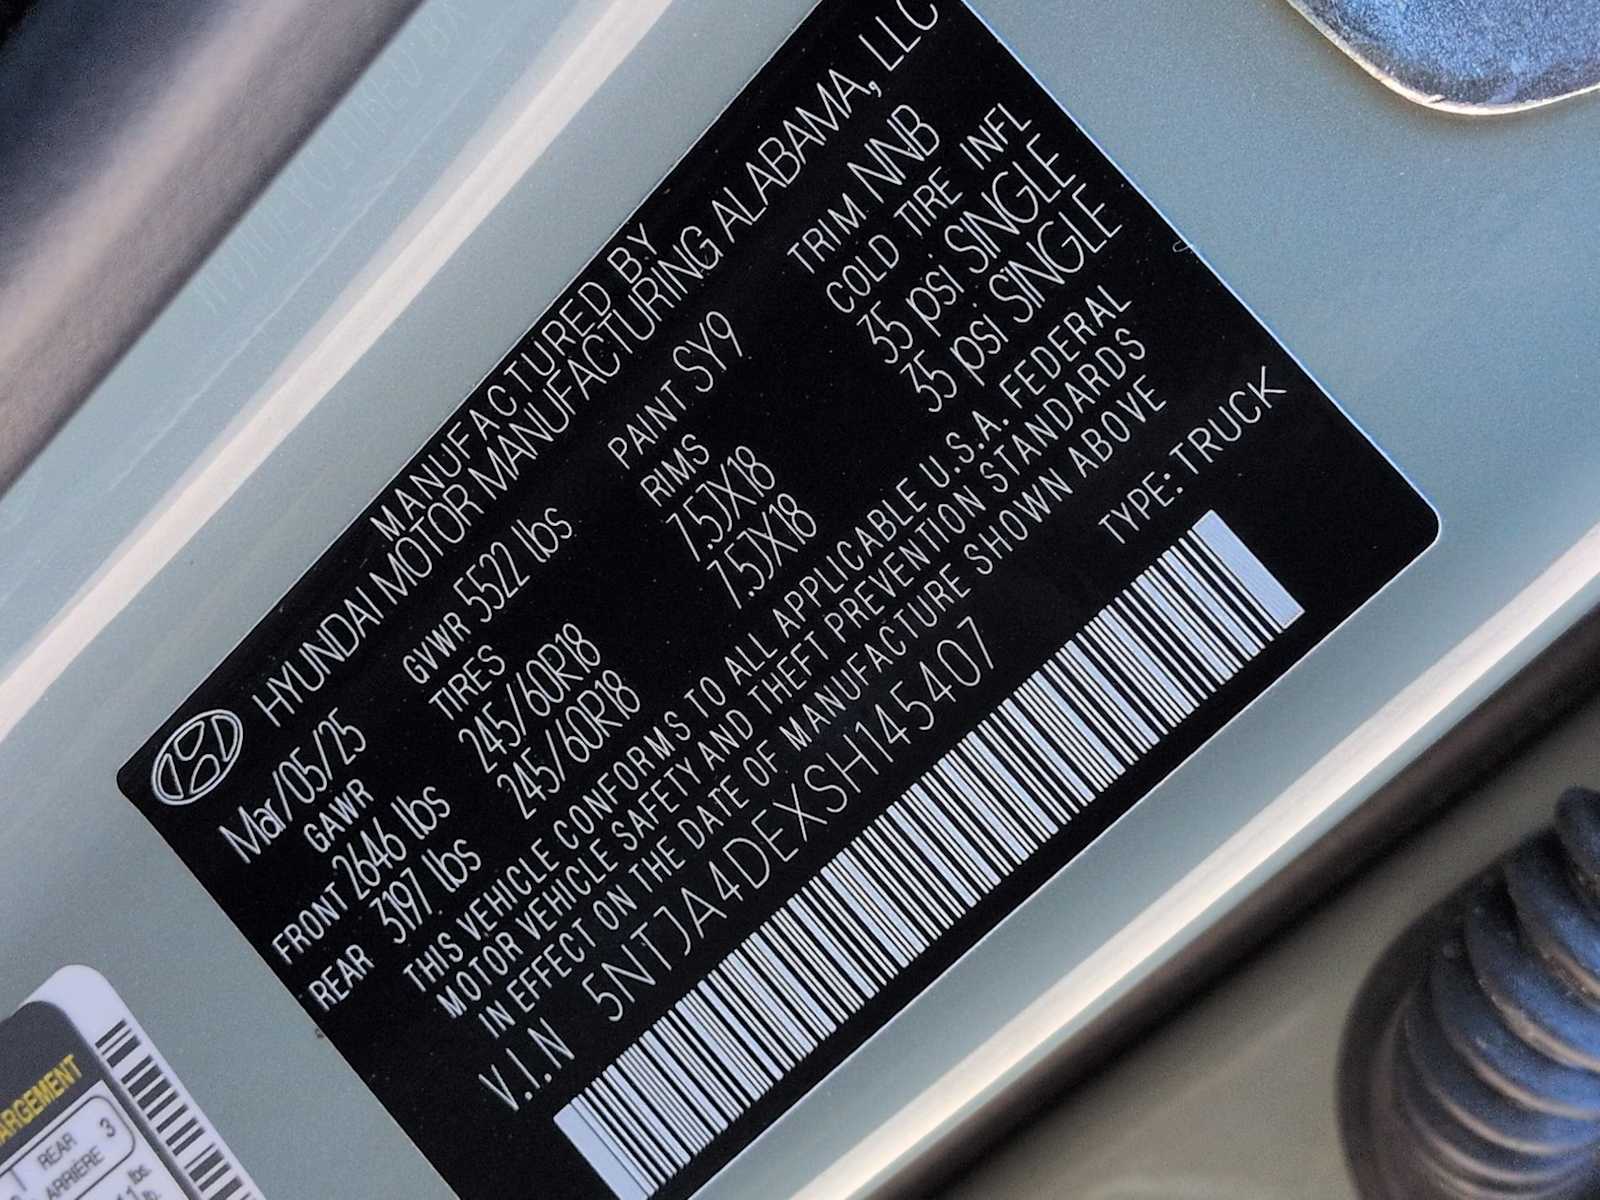 MANUFACTURED BY
HYUNDAI MOTOR MANUFACTURING ALABAMA, LLC
Mar/05/25 GVWR 5522 lbs PAINT SY9 TRIM NNB
GAWR TIRES RIMS COLD TIRE INFL
FRONT 2646 lbs 245/60R18 7.5JX18 35 psi SINGLE
REAR 3197 lbs 245/60R18 7.5JX18 35 psi SINGLE
THIS VEHICLE CONFORMS TO ALL APPLICABLE U.S.A. FEDERAL
MOTOR VEHICLE SAFETY AND THEFT PREVENTION STANDARDS
IN EFFECT ON THE DATE OF MANUFACTURE SHOWN ABOVE
V.I.N 5NTJA4DEXSH145407 TYPE: TRUCK
REAR 3
ARRIÈRE
lbs.